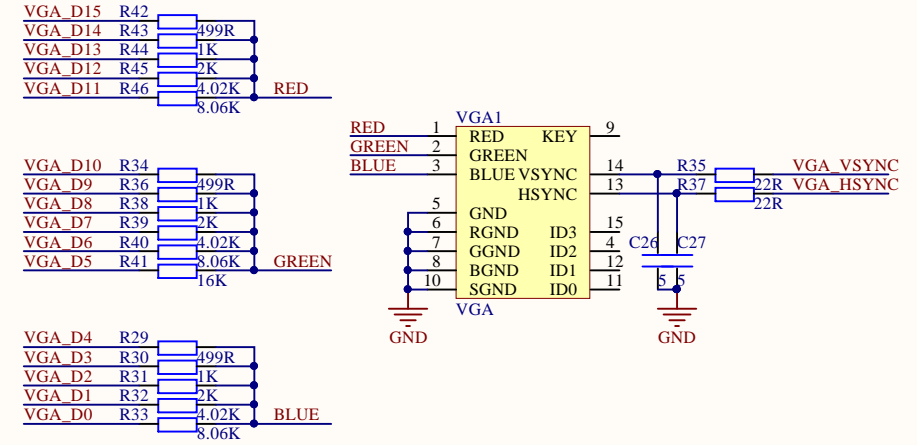 VGA_D15 R42
499R
VGA_D14 R43
1K
VGA_D13 R44
2K
VGA_D12 R45
4.02K
VGA_D11 R46 RED
8.06K
VGA_D10 R34
499R
VGA_D9 R36
1K
VGA_D8 R38
2K
VGA_D7 R39
4.02K
VGA_D6 R40
8.06K
VGA_D5 R41 GREEN
16K
VGA_D4 R29
499R
VGA_D3 R30
1K
VGA_D2 R31
2K
VGA_D1 R32
4.02K
VGA_D0 R33 BLUE
8.06K
VGA1
RED 1 RED KEY 9
GREEN 2 GREEN
BLUE 3 BLUE VSYNC 14 R35 VGA_VSYNC
22R
HSYNC 13 R37 VGA_HSYNC
22R
5 GND
6 RGND ID3 15
7 GGND ID2 4
8 BGND ID1 12
10 SGND ID0 11
VGA
GND
C26 C27
5 5
GND